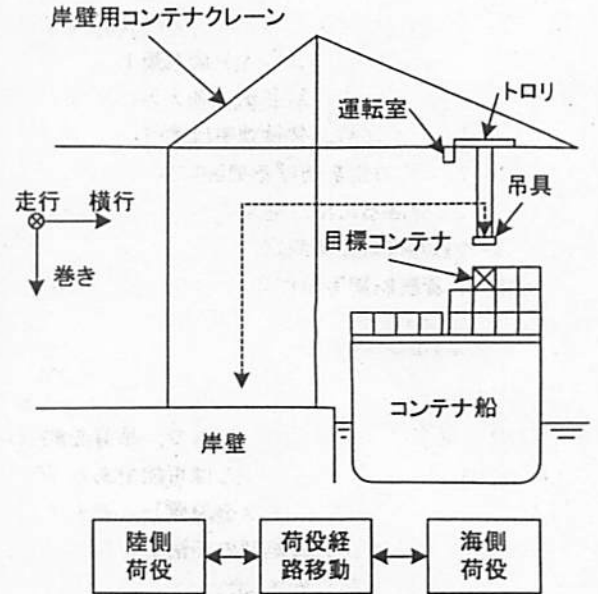 岸壁用コンテナクレーン
トロリ
運転室
走行
横行
吊具
目標コンテナ
巻き
コンテナ船
岸壁
陸側
荷役
荷役経
路移動
海側
荷役